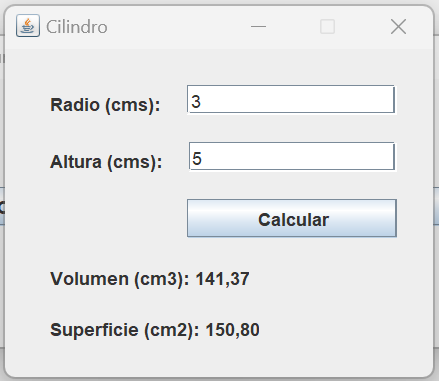 Cilindro
Radio (cms): 3
Altura (cms): 5
Calcular
Volumen (cm3): 141,37
Superficie (cm2): 150,80